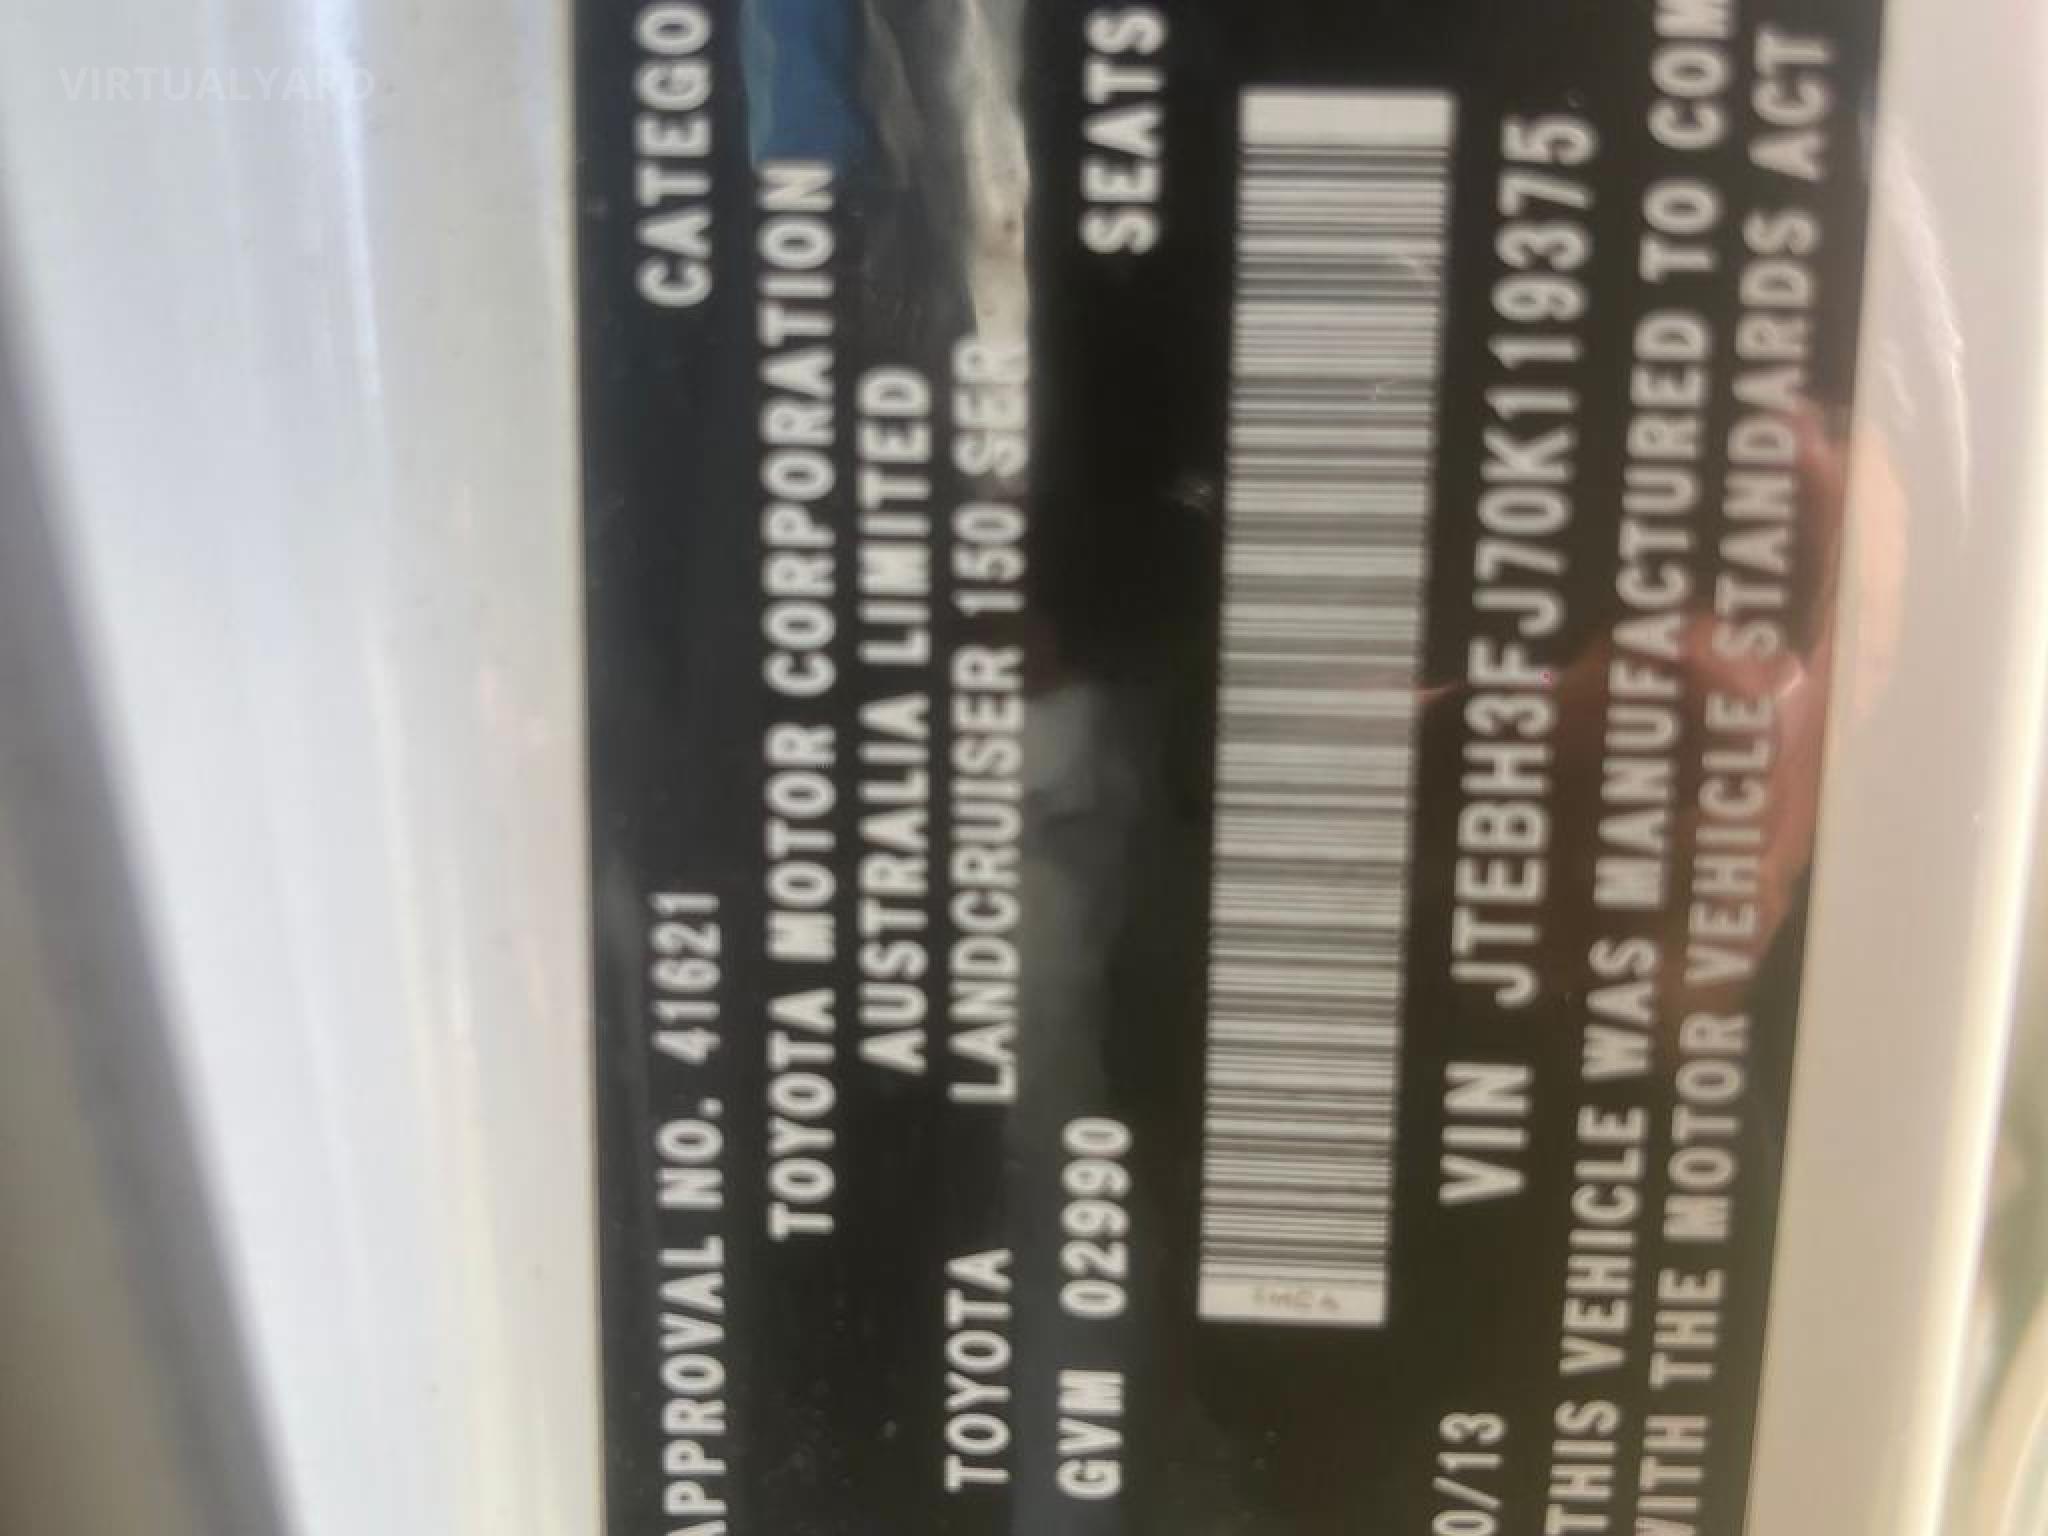 VIRTUALYARD
APPROVAL NO. 41621 CATEGO
TOYOTA MOTOR CORPORATION
AUSTRALIA LIMITED
TOYOTA LANDCRUISER 150 SER
GVM 02990 SEATS
0/13 VIN JTEBH3FJ70K119375
THIS VEHICLE WAS MANUFACTURED TO COM
WITH THE MOTOR VEHICLE STANDARDS ACT